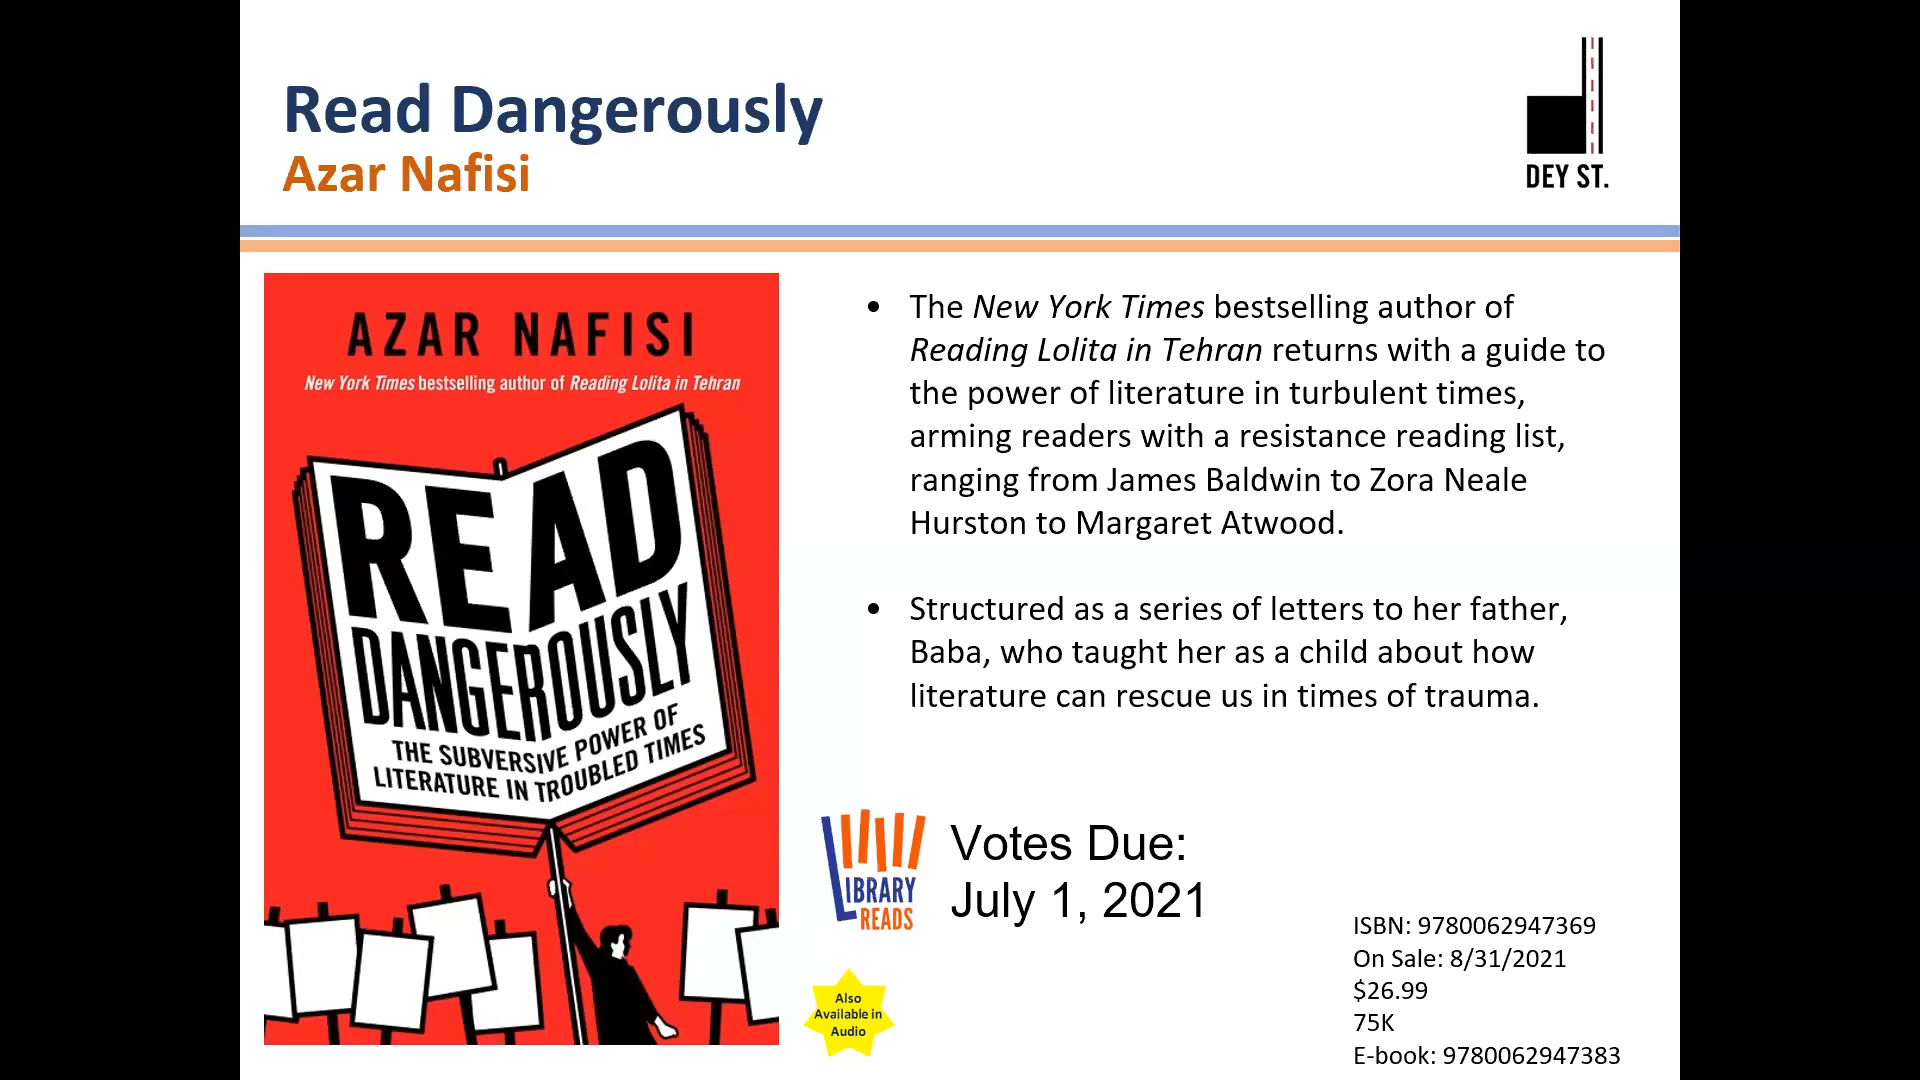 Read Dangerously
Azar Nafisi
DEY ST.
AZAR NAFISI
New York Times bestselling author of Reading Lolita in Tehran
READ
DANGEROUSLY
THE SUBVERSIVE POWER OF
LITERATURE IN TROUBLED TIMES
• The New York Times bestselling author of
Reading Lolita in Tehran returns with a guide to
the power of literature in turbulent times,
arming readers with a resistance reading list,
ranging from James Baldwin to Zora Neale
Hurston to Margaret Atwood.
• Structured as a series of letters to her father,
Baba, who taught her as a child about how
literature can rescue us in times of trauma.
LIBRARY
READS
Votes Due:
July 1, 2021
Also
Available in
Audio
ISBN: 9780062947369
On Sale: 8/31/2021
$26.99
75K
E-book: 9780062947383